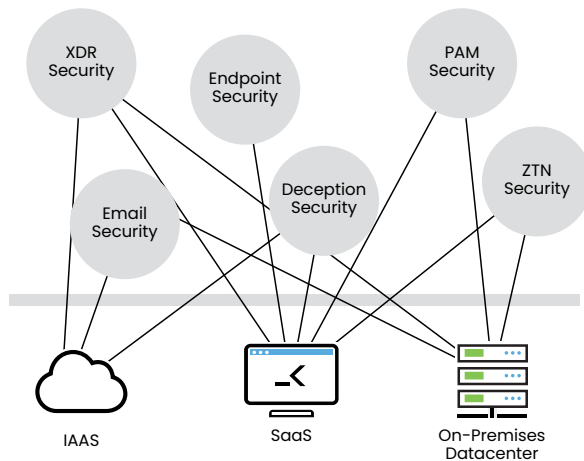 XDR
Security
Endpoint
Security
PAM
Security
Email
Security
Deception
Security
ZTN
Security
IAAS
SaaS
On-Premises
Datacenter